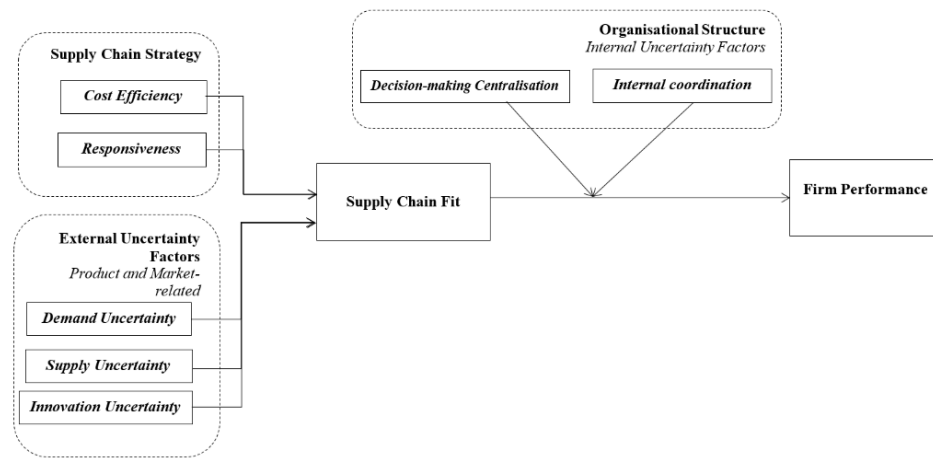 Supply Chain Strategy
Cost Efficiency
Responsiveness
External Uncertainty
Factors
Product and Market-
related
Demand Uncertainty
Supply Uncertainty
Innovation Uncertainty
Supply Chain Fit
Organisational Structure
Internal Uncertainty Factors
Decision-making Centralisation
Internal coordination
Firm Performance